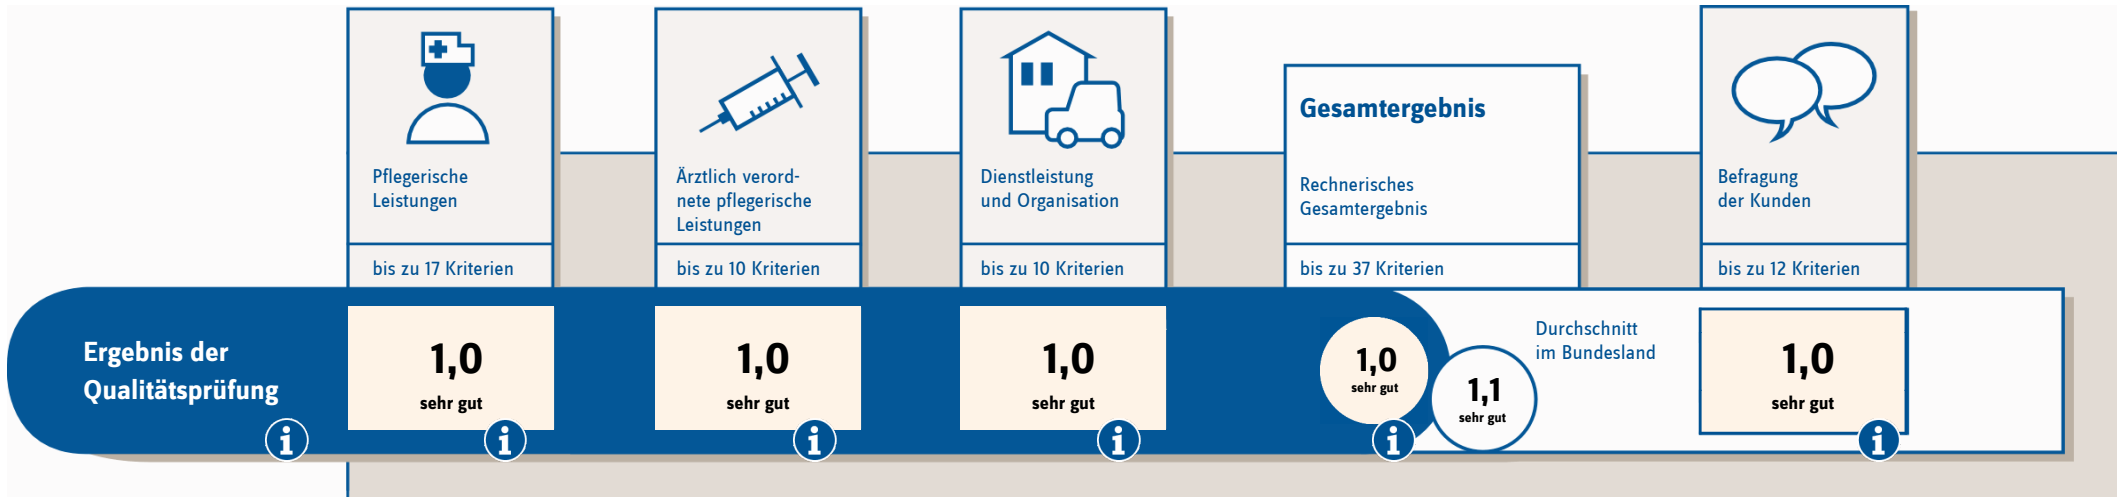 Pflegerische
Leistungen
bis zu 17 Kriterien
Ärztlich verord-
nete pflegerische
Leistungen
bis zu 10 Kriterien
Dienstleistung
und Organisation
bis zu 10 Kriterien
Gesamtergebnis
Rechnerisches
Gesamtergebnis
bis zu 37 Kriterien
Befragung
der Kunden
bis zu 12 Kriterien
Ergebnis der
Qualitätsprüfung
i
1,0
sehr gut
i
1,0
sehr gut
i
1,0
sehr gut
i
1,0
sehr gut
i
1,1
sehr gut
Durchschnitt
im Bundesland
1,0
sehr gut
i